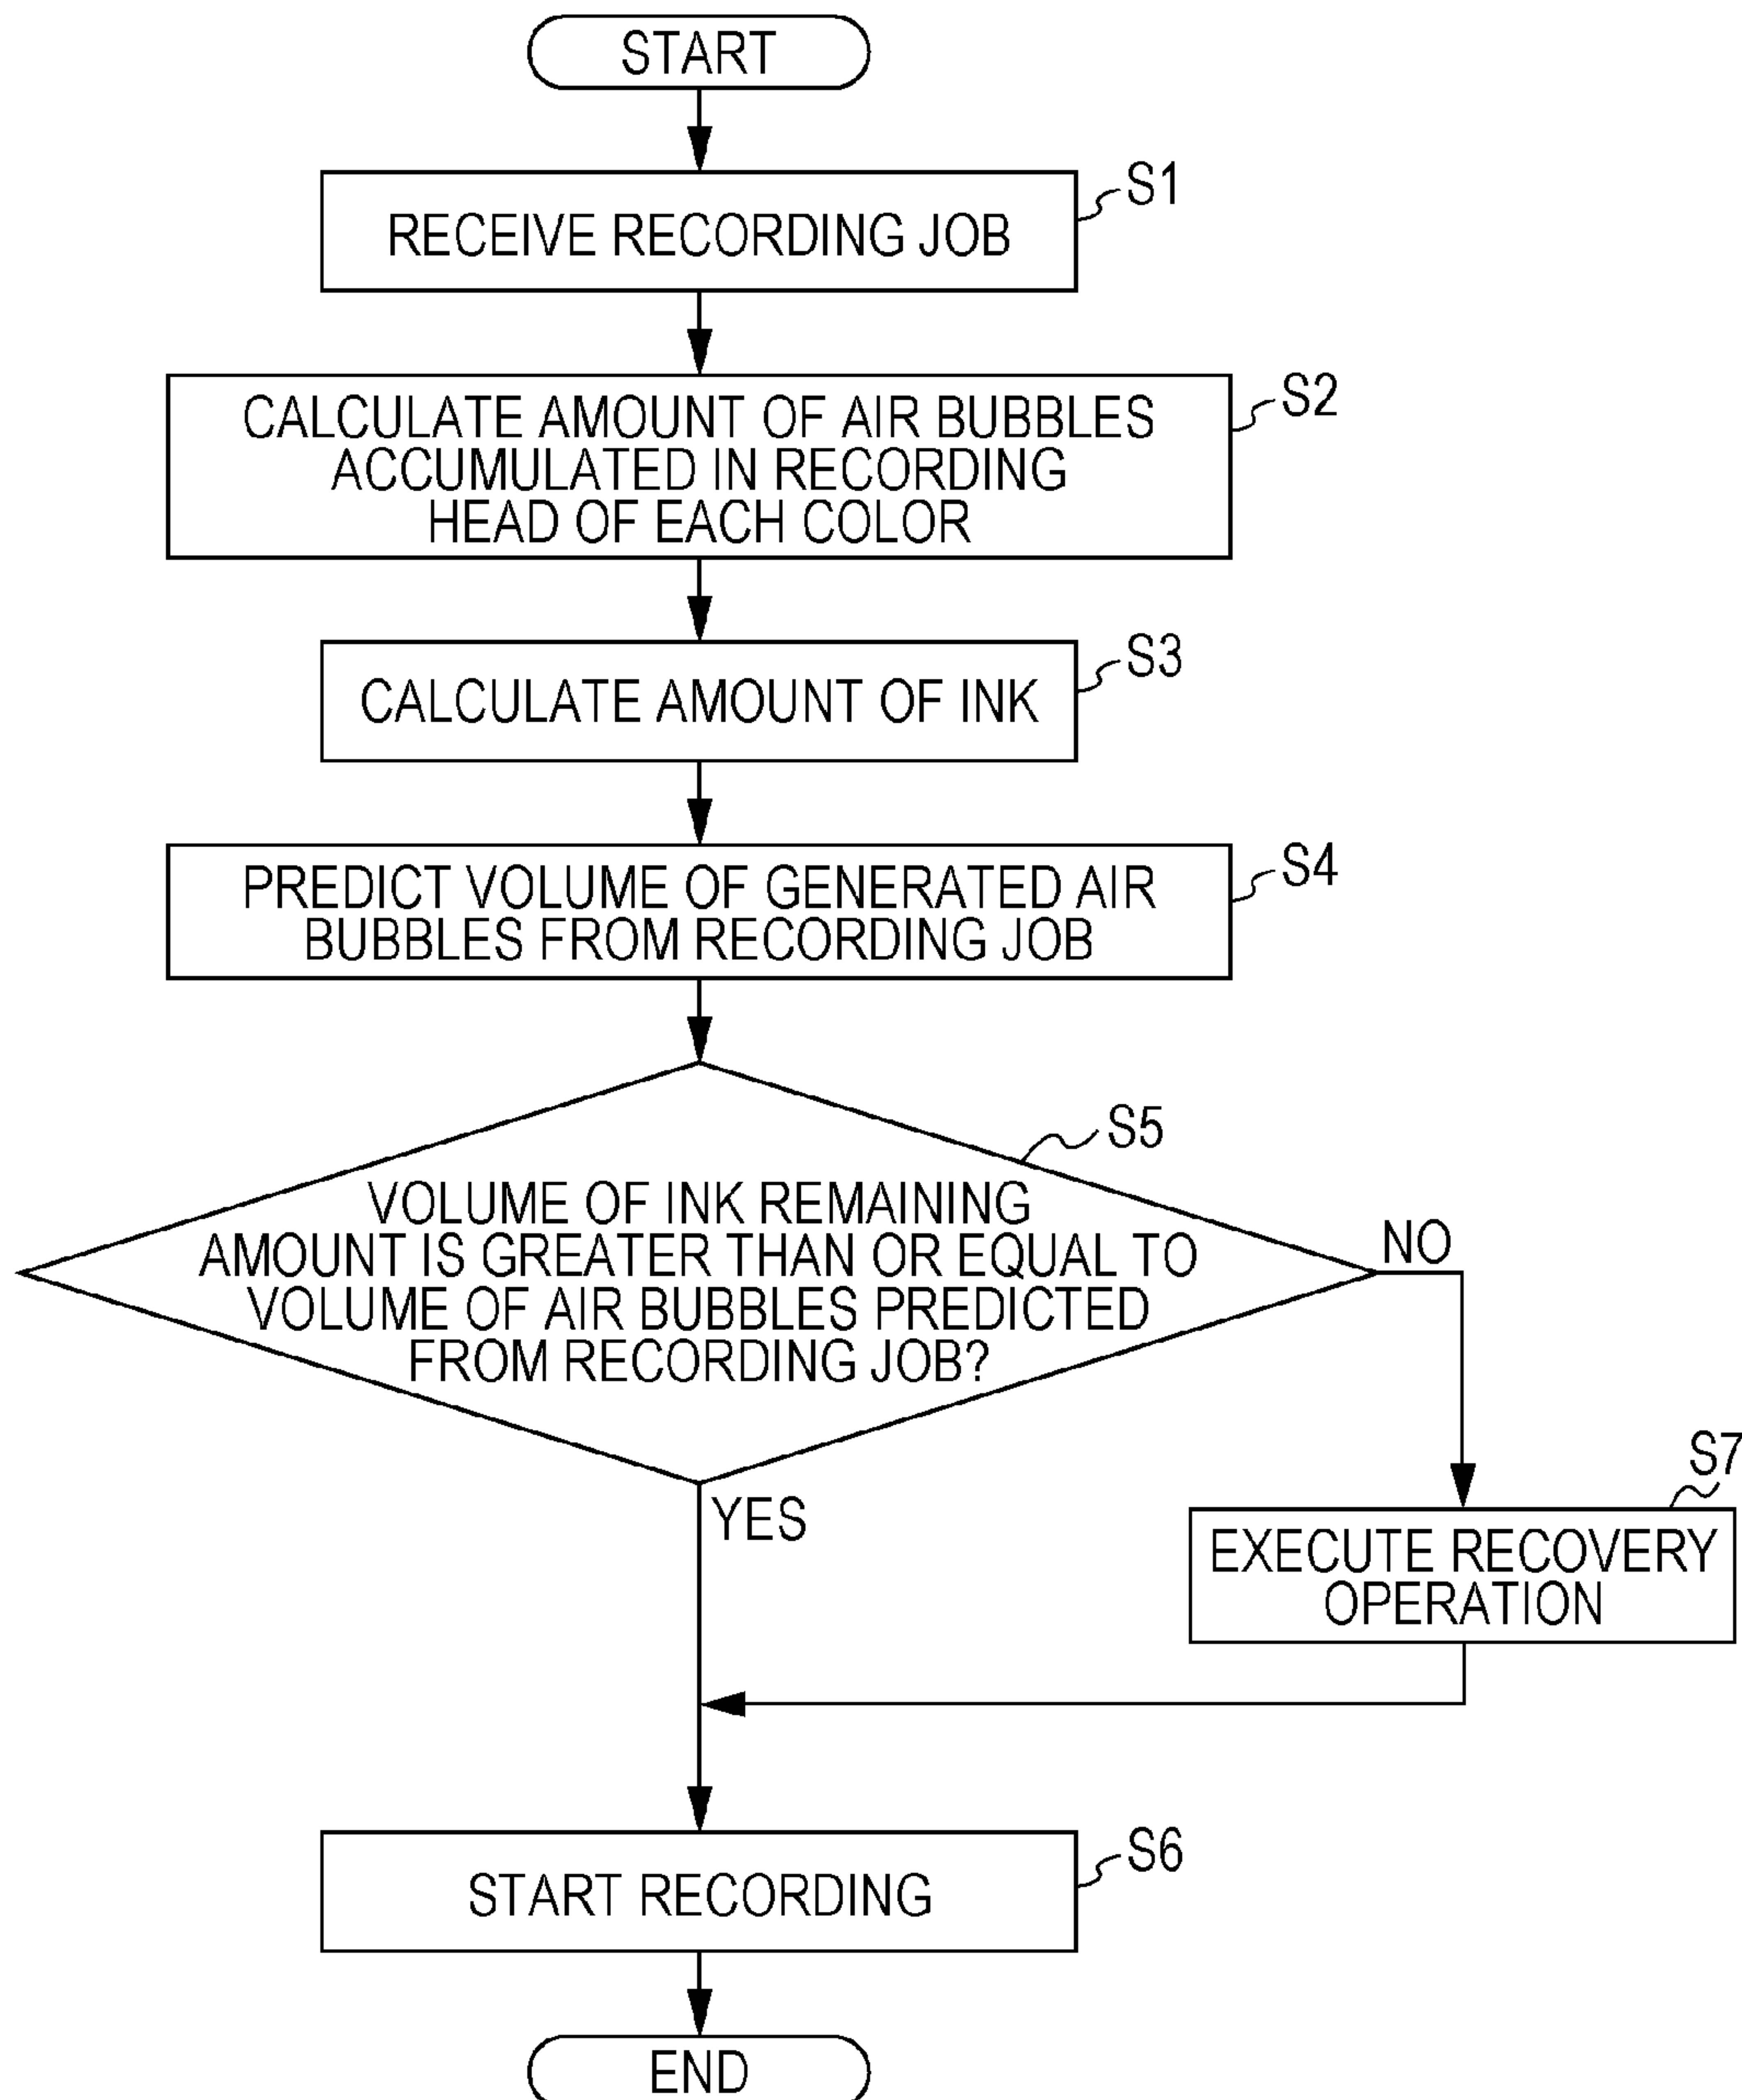 START
S1
RECEIVE RECORDING JOB
S2
CALCULATE AMOUNT OF AIR BUBBLES
ACCUMULATED IN RECORDING
HEAD OF EACH COLOR
S3
CALCULATE AMOUNT OF INK
S4
PREDICT VOLUME OF GENERATED AIR
BUBBLES FROM RECORDING JOB
S5
VOLUME OF INK REMAINING
AMOUNT IS GREATER THAN OR EQUAL TO
VOLUME OF AIR BUBBLES PREDICTED
FROM RECORDING JOB?
NO
YES
S7
EXECUTE RECOVERY
OPERATION
S6
START RECORDING
END